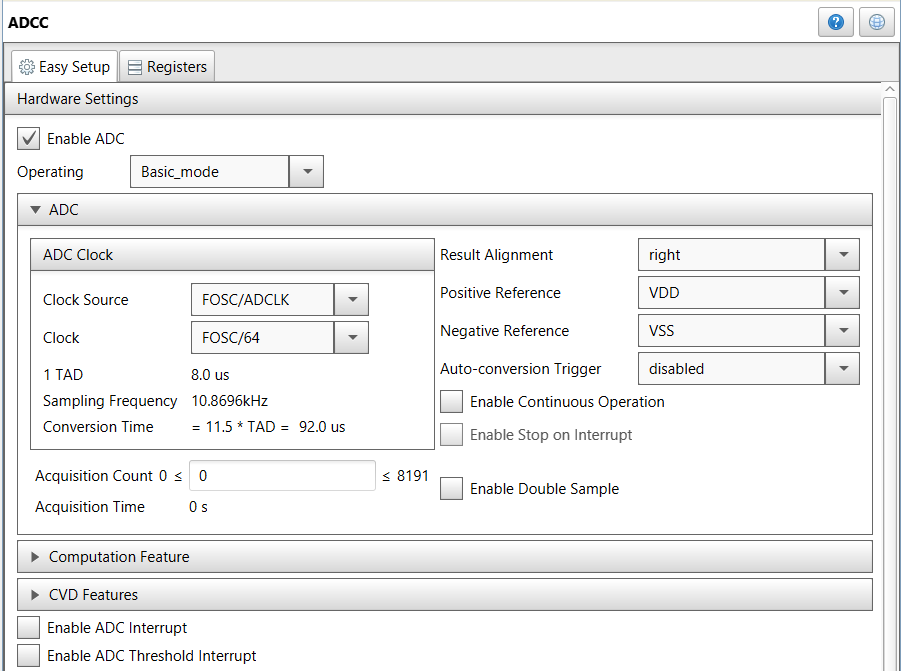 ADCC
Easy Setup Registers
Hardware Settings
Enable ADC
Operating Basic_mode
ADC
ADC Clock
Clock Source FOSC/ADCLK
Clock FOSC/64
1 TAD 8.0 us
Sampling Frequency 10.8696kHz
Conversion Time = 11.5 * TAD = 92.0 us
Acquisition Count 0 ≤ 0 ≤ 8191
Acquisition Time 0 s
Result Alignment right
Positive Reference VDD
Negative Reference VSS
Auto-conversion Trigger disabled
Enable Continuous Operation
Enable Stop on Interrupt
Enable Double Sample
Computation Feature
CVD Features
Enable ADC Interrupt
Enable ADC Threshold Interrupt